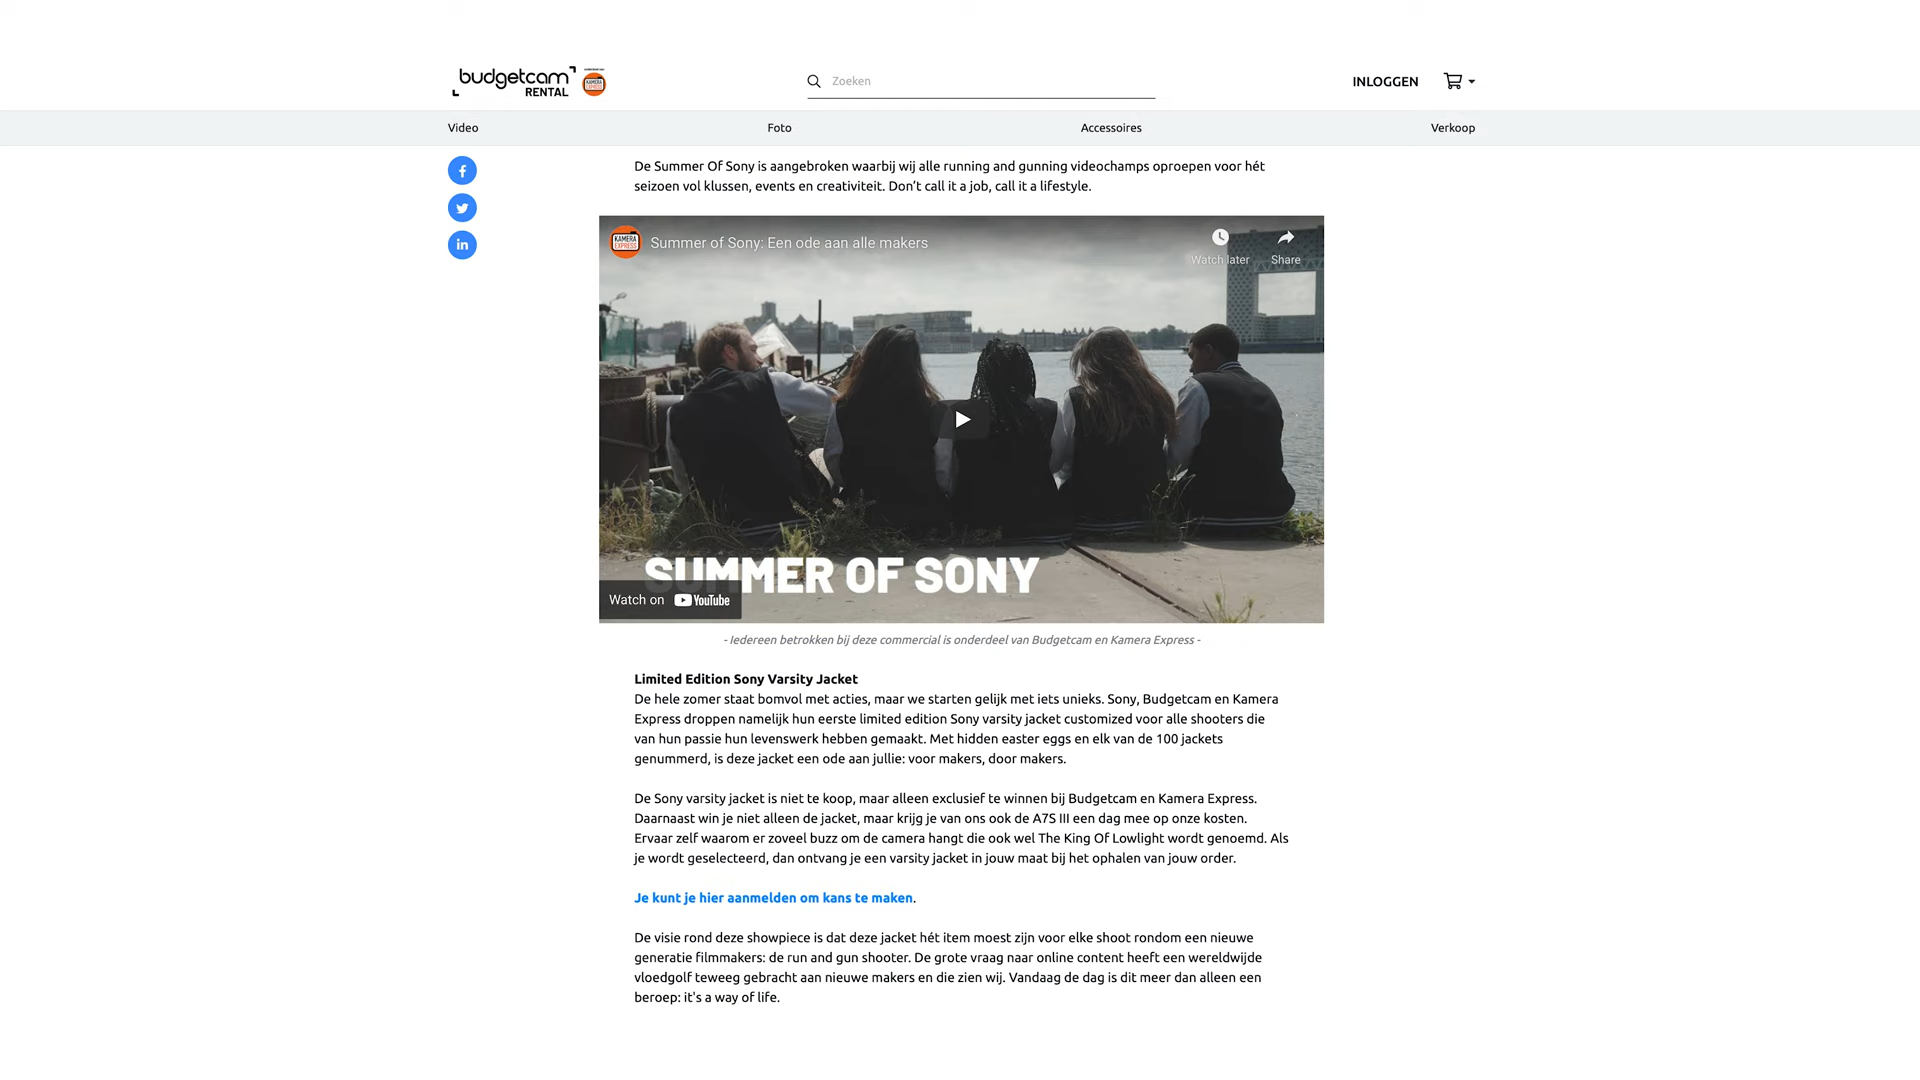 budgetcam
RENTAL
KAMERA
EXPRESS
Zoeken
INLOGGEN
Video
Foto
Accessoires
Verkoop
De Summer Of Sony is aangebroken waarbij wij alle running and gunning videochamps oproepen voor hét
seizoen vol klussen, events en creativiteit. Don’t call it a job, call it a lifestyle.
KAMERA
EXPRESS
Summer of Sony: Een ode aan alle makers
Watch later
Share
SUMMER OF SONY
Watch on YouTube
- Iedereen betrokken bij deze commercial is onderdeel van Budgetcam en Kamera Express -
Limited Edition Sony Varsity Jacket
De hele zomer staat bomvol met acties, maar we starten gelijk met iets unieks. Sony, Budgetcam en Kamera
Express droppen namelijk hun eerste limited edition Sony varsity jacket customized voor alle shooters die
van hun passie hun levenswerk hebben gemaakt. Met hidden easter eggs en elk van de 100 jackets
genummerd, is deze jacket een ode aan jullie: voor makers, door makers.
De Sony varsity jacket is niet te koop, maar alleen exclusief te winnen bij Budgetcam en Kamera Express.
Daarnaast win je niet alleen de jacket, maar krijg je van ons ook de A7S III een dag mee op onze kosten.
Ervaar zelf waarom er zoveel buzz om de camera hangt die ook wel The King Of Lowlight wordt genoemd. Als
je wordt geselecteerd, dan ontvang je een varsity jacket in jouw maat bij het ophalen van jouw order.
Je kunt je hier aanmelden om kans te maken.
De visie rond deze showpiece is dat deze jacket hét item moest zijn voor elke shoot rondom een nieuwe
generatie filmmakers: de run and gun shooter. De grote vraag naar online content heeft een wereldwijde
vloedgolf teweeg gebracht aan nieuwe makers en die zien wij. Vandaag de dag is dit meer dan alleen een
beroep: it's a way of life.